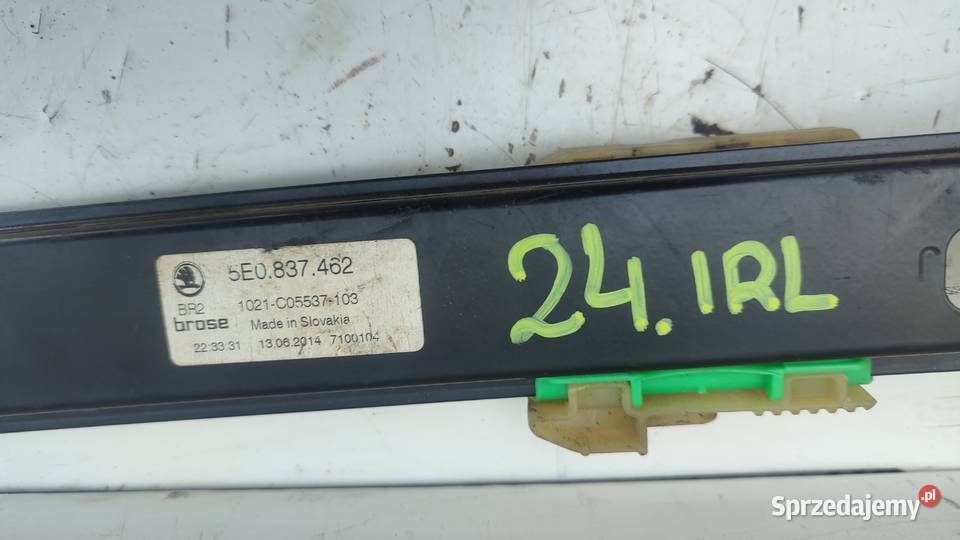 5E0.837.462
BR2 1021-C05537-103
brose Made in Slovakia
22:33:31 13.06.2014 7100104
24.IRL
Sprzedajemy.pl